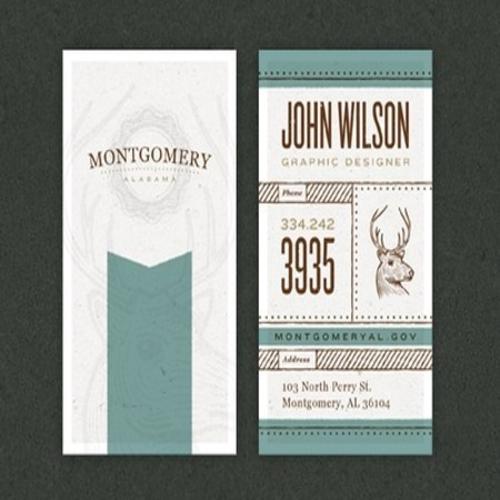 MONTGOMERY
ALABAMA
JOHN WILSON
GRAPHIC DESIGNER
Phone
334.242
3935
MONTGOMERYAL.GOV
Address
103 North Perry St.
Montgomery, AL 36104